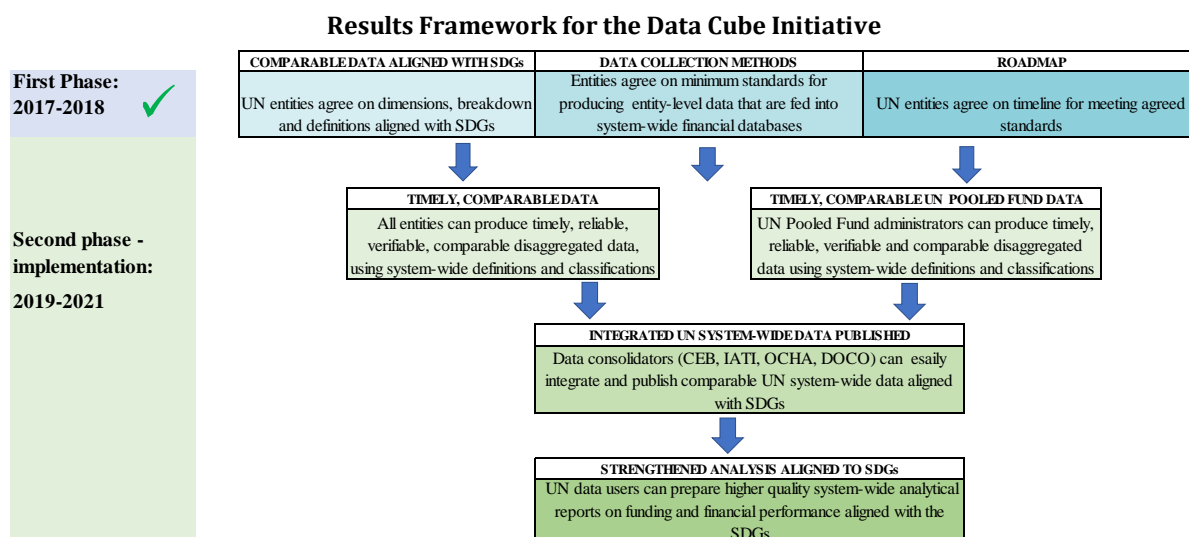 Results Framework for the Data Cube Initiative
First Phase:
2017-2018
COMPARABLE DATA ALIGNED WITH SDGs
UN entities agree on dimensions, breakdown
and definitions aligned with SDGs
DATA COLLECTION METHODS
Entities agree on minimum standards for
producing entity-level data that are fed into
system-wide financial databases
ROADMAP
UN entities agree on timeline for meeting agreed
standards
Second phase -
implementation:
2019-2021
TIMELY, COMPARABLE DATA
All entities can produce timely, reliable,
verifiable, comparable disaggregated data,
using system-wide definitions and classifications
TIMELY, COMPARABLE UN POOLED FUND DATA
UN Pooled Fund administrators can produce timely,
reliable, verifiable and comparable disaggregated
data using system-wide definitions and classifications
INTEGRATED UN SYSTEM-WIDE DATA PUBLISHED
Data consolidators (CEB, IATI, OCHA, DOCO) can esaily
integrate and publish comparable UN system-wide data aligned
with SDGs
STRENGTHENED ANALYSIS ALIGNED TO SDGs
UN data users can prepare higher quality system-wide analytical
reports on funding and financial performance aligned with the
SDGs